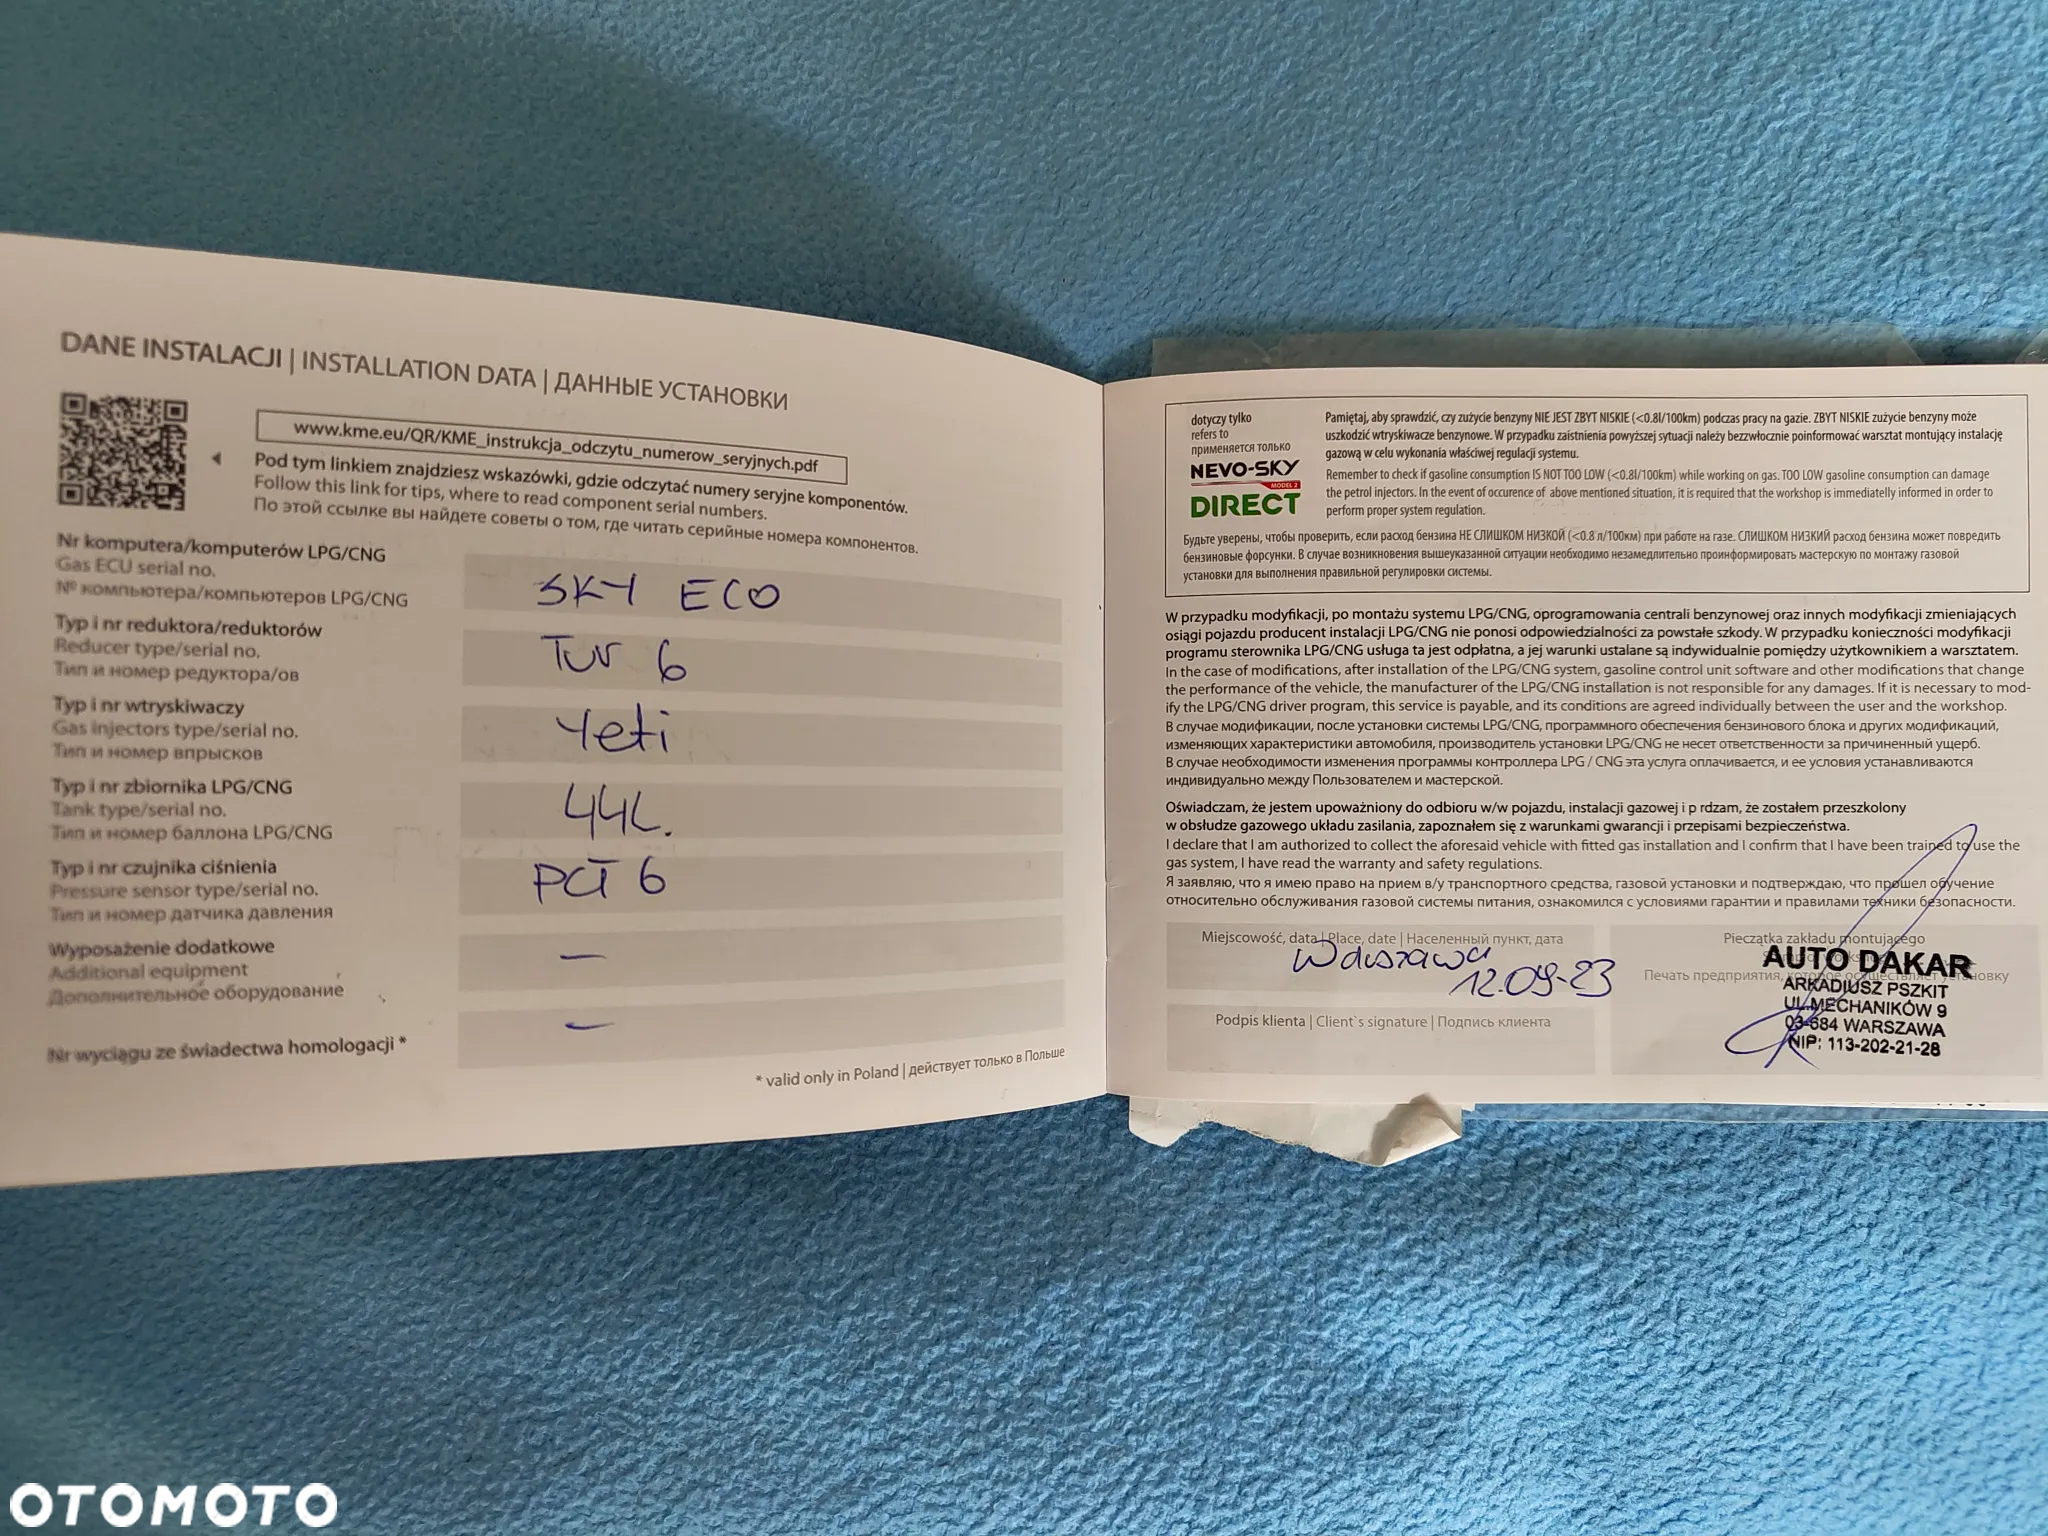 DANE INSTALACJI | INSTALLATION DATA | ДАННЫЕ УСТАНОВКИ
www.kme.eu/QR/KME_instrukcja_odczytu_numerow_seryjnych.pdf
Pod tym linkiem znajdziesz wskazówki, gdzie odczytać numery seryjne komponentów.
Follow this link for tips, where to read component serial numbers.
По этой ссылке вы найдете советы о том, где читать серийные номера компонентов.
Nr komputera/komputerów LPG/CNG
Gas ECU serial no.
№ компьютера/компьютеров LPG/CNG
SKY ECO
Typ i nr reduktora/reduktorów
Reducer type/serial no.
Тип и номер редуктора/ов
Tur 6
Typ i nr wtryskiwaczy
Gas injectors type/serial no.
Тип и номер впрысков
Yeti
Typ i nr zbiornika LPG/CNG
Tank type/serial no.
Тип и номер баллона LPG/CNG
44L.
Typ i nr czujnika ciśnienia
Pressure sensor type/serial no.
Тип и номер датчика давления
PCT 6
Wyposażenie dodatkowe
Additional equipment
Дополнительное оборудование
—
Nr wyciągu ze świadectwa homologacji *
—
* valid only in Poland | действует только в Польше
dotyczy tylko
refers to
применяется только
NEVO-SKY
MODEL 2
DIRECT
Pamiętaj, aby sprawdzić, czy zużycie benzyny NIE JEST ZBYT NISKIE (<0.8l/100km) podczas pracy na gazie. ZBYT NISKIE zużycie benzyny może
uszkodzić wtryskiwacze benzynowe. W przypadku zaistnienia powyższej sytuacji należy bezzwłocznie poinformować warsztat montujący instalację
gazową w celu wykonania właściwej regulacji systemu.
Remember to check if gasoline consumption IS NOT TOO LOW (<0.8l/100km) while working on gas. TOO LOW gasoline consumption can damage
the petrol injectors. In the event of occurence of above mentioned situation, it is required that the workshop is immediatelly informed in order to
perform proper system regulation.
Будьте уверены, чтобы проверить, если расход бензина НЕ СЛИШКОМ НИЗКОЙ (<0.8 л/100км) при работе на газе. СЛИШКОМ НИЗКИЙ расход бензина может повредить
бензиновые форсунки. В случае возникновения вышеуказанной ситуации необходимо незамедлительно проинформировать мастерскую по монтажу газовой
установки для выполнения правильной регулировки системы.
W przypadku modyfikacji, po montażu systemu LPG/CNG, oprogramowania centrali benzynowej oraz innych modyfikacji zmieniających
osiągi pojazdu producent instalacji LPG/CNG nie ponosi odpowiedzialności za powstałe szkody. W przypadku konieczności modyfikacji
programu sterownika LPG/CNG usługa ta jest odpłatna, a jej warunki ustalane są indywidualnie pomiędzy użytkownikiem a warsztatem.
In the case of modifications, after installation of the LPG/CNG system, gasoline control unit software and other modifications that change
the performance of the vehicle, the manufacturer of the LPG/CNG installation is not responsible for any damages. If it is necessary to mod-
ify the LPG/CNG driver program, this service is payable, and its conditions are agreed individually between the user and the workshop.
В случае модификации, после установки системы LPG/CNG, программного обеспечения бензинового блока и других модификаций,
изменяющих характеристики автомобиля, производитель установки LPG/CNG не несет ответственности за причиненный ущерб.
В случае необходимости изменения программы контроллера LPG / CNG эта услуга оплачивается, и ее условия устанавливаются
индивидуально между Пользователем и мастерской.
Oświadczam, że jestem upoważniony do odbioru w/w pojazdu, instalacji gazowej i p rdzam, że zostałem przeszkolony
w obsłudze gazowego układu zasilania, zapoznałem się z warunkami gwarancji i przepisami bezpieczeństwa.
I declare that I am authorized to collect the aforesaid vehicle with fitted gas installation and I confirm that I have been trained to use the
gas system, I have read the warranty and safety regulations.
Я заявляю, что я имею право на прием в/у транспортного средства, газовой установки и подтверждаю, что прошел обучение
относительно обслуживания газовой системы питания, ознакомился с условиями гарантии и правилами техники безопасности.
Miejscowość, data | Place, date | Населенный пункт, дата
Warszawa
12.09-23
Podpis klienta | Client`s signature | Подпись клиента
Pieczątka zakładu montującego
Печать предприятия, которое осуществляет установку
AUTO DAKAR
ARKADIUSZ PSZKIT
UL.MECHANIKÓW 9
03-684 WARSZAWA
NIP: 113-202-21-28
OTOMOTO